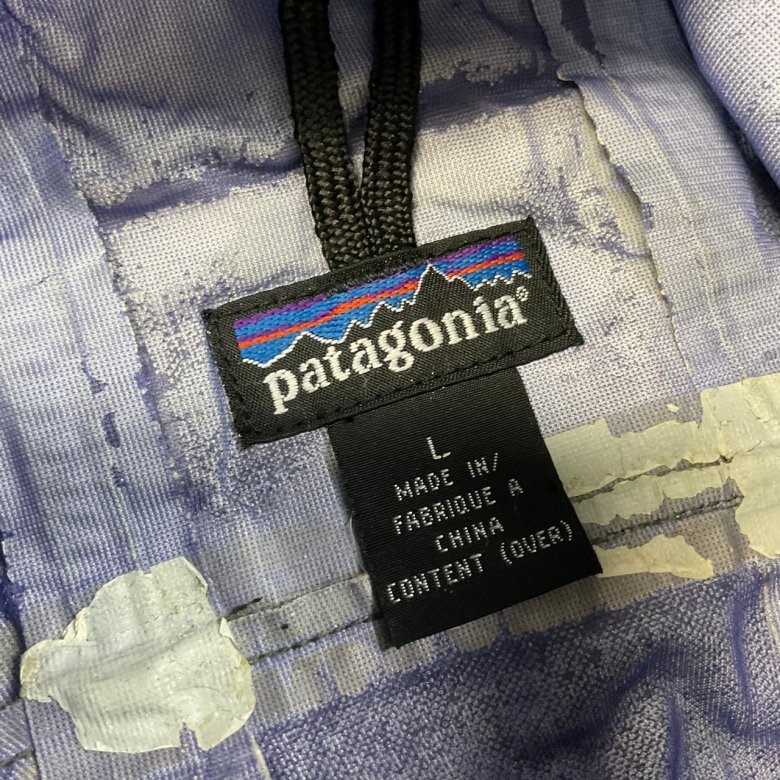 patagonia®
L
MADE IN/
FABRIQUE A
CHINA
CONTENT (OVER)